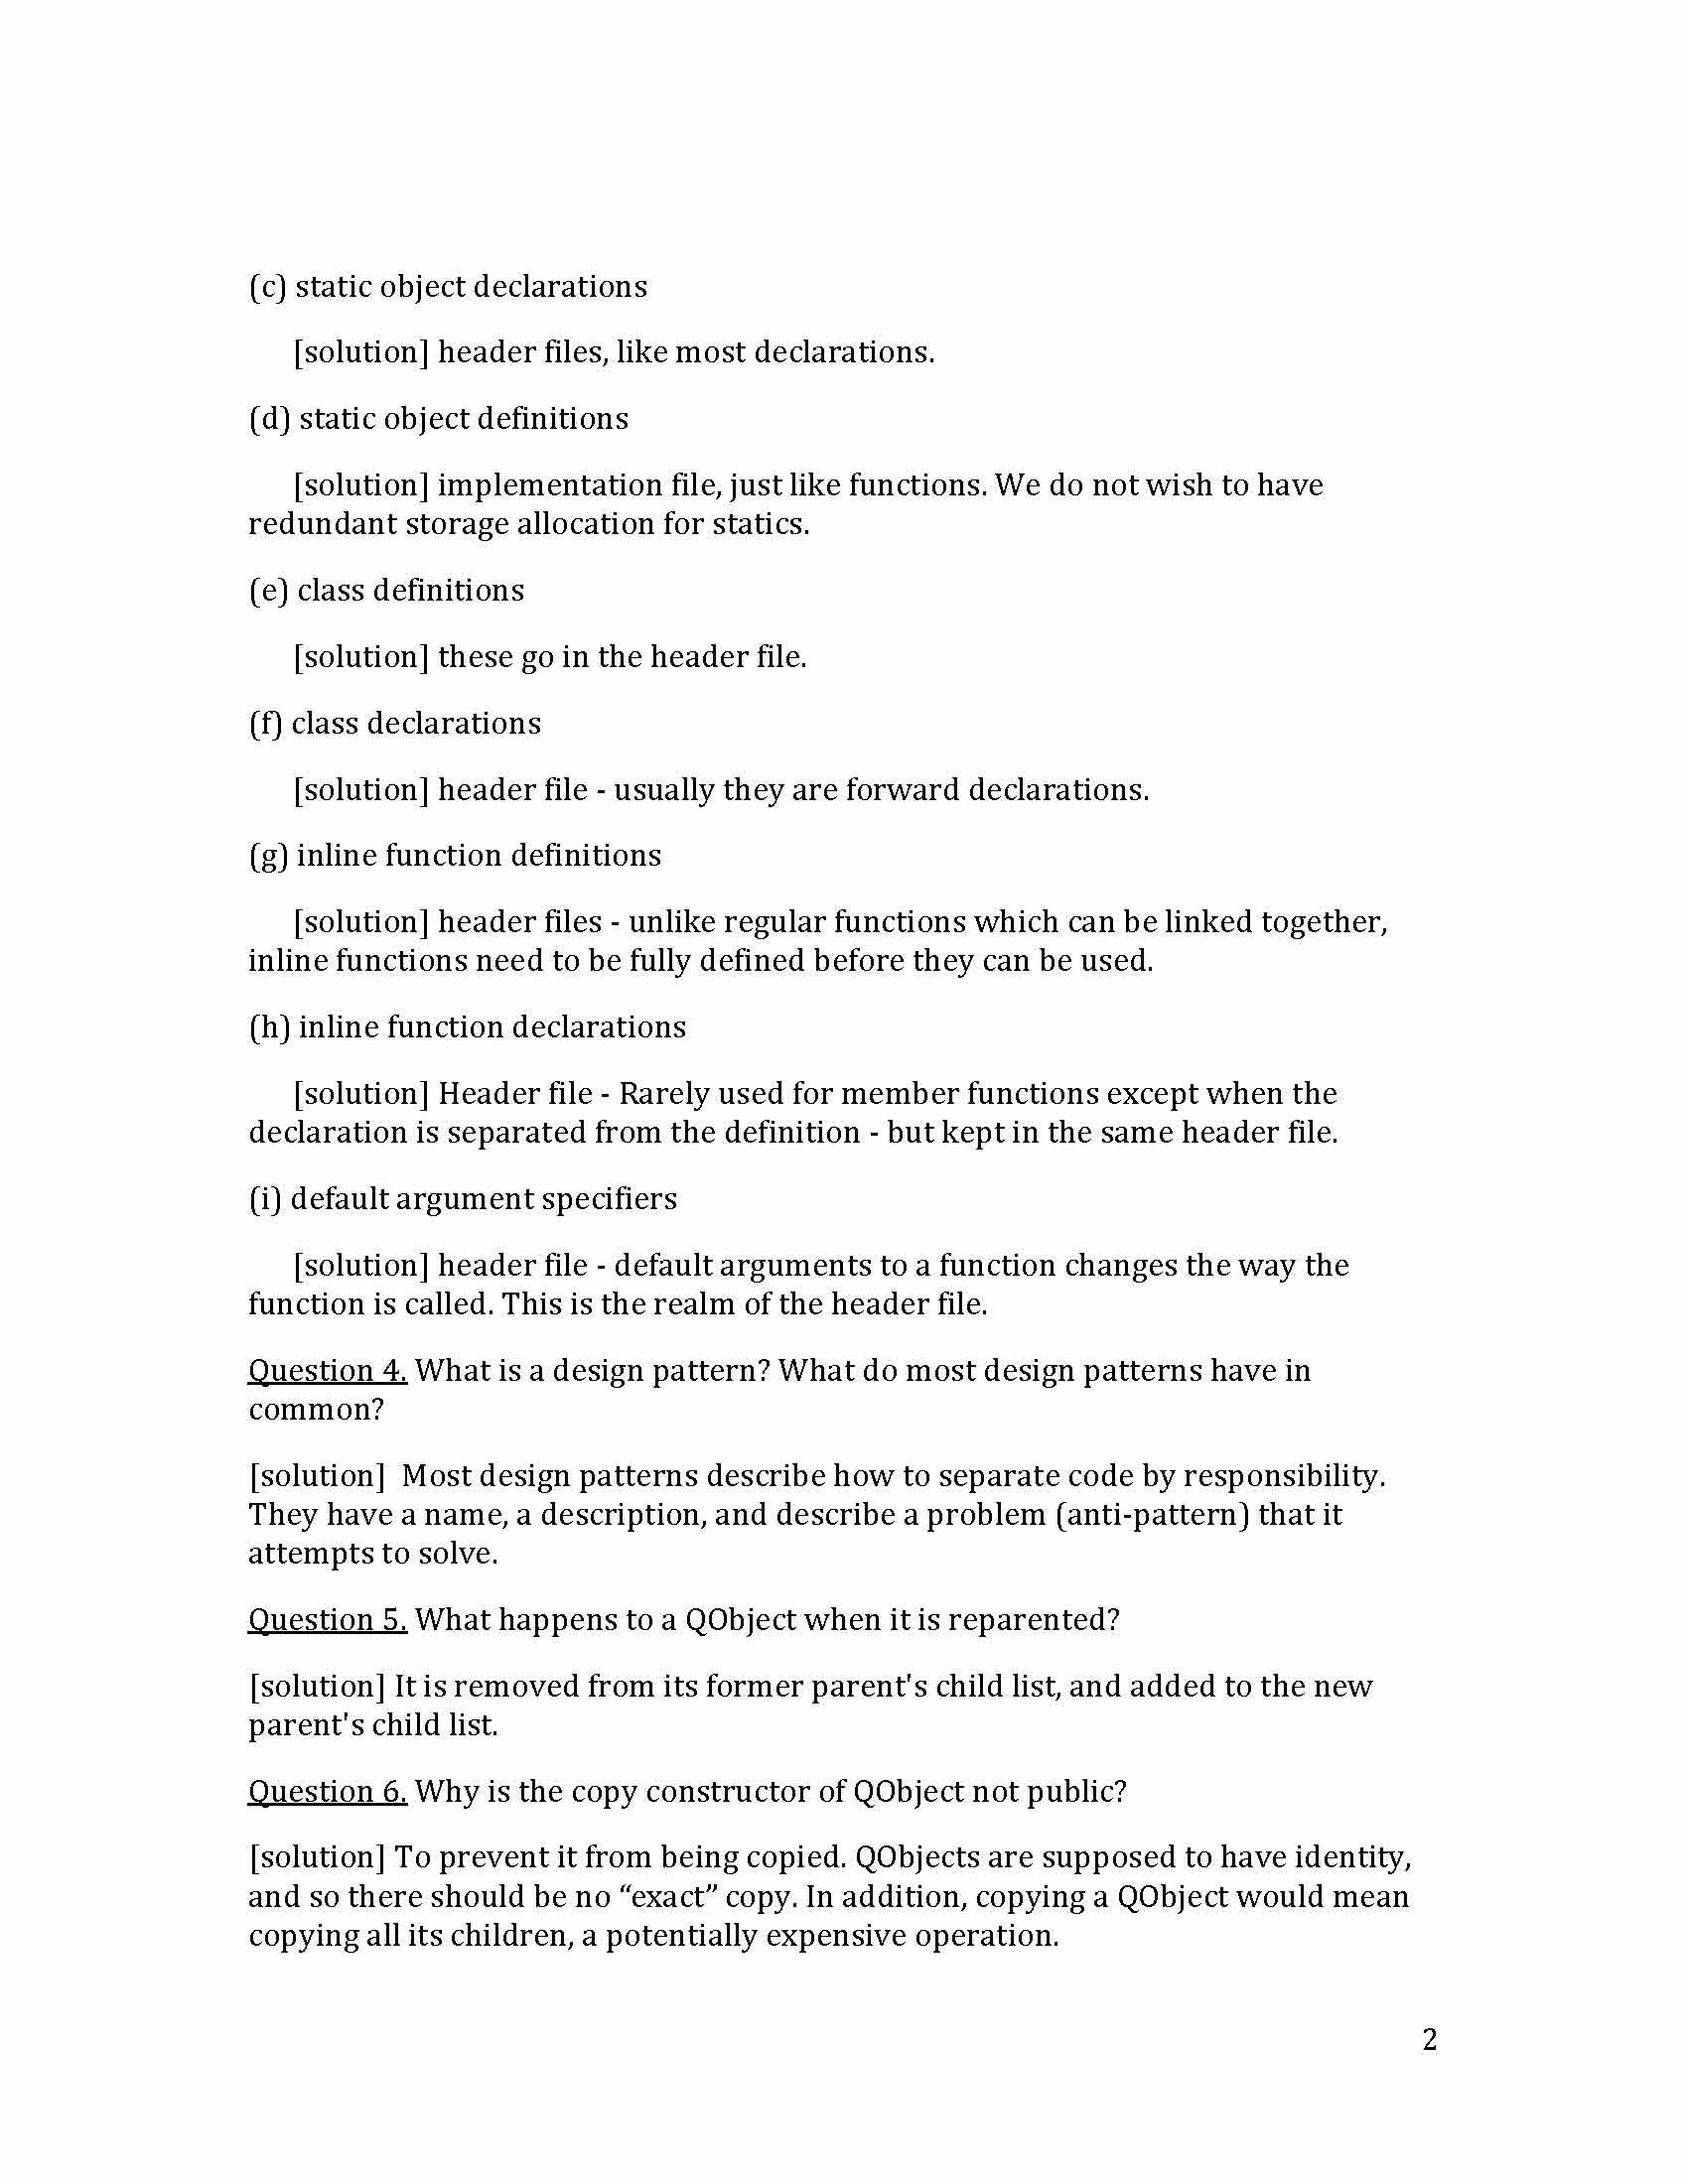 (c) static object declarations
[solution] header files, like most declarations.
(d) static object definitions
[solution] implementation file, just like functions. We do not wish to have
redundant storage allocation for statics.
(e) class definitions
[solution] these go in the header file.
(f) class declarations
[solution] header file - usually they are forward declarations.
(g) inline function definitions
[solution] header files - unlike regular functions which can be linked together,
inline functions need to be fully defined before they can be used.
(h) inline function declarations
[solution] Header file - Rarely used for member functions except when the
declaration is separated from the definition - but kept in the same header file.
(i) default argument specifiers
[solution] header file - default arguments to a function changes the way the
function is called. This is the realm of the header file.
Question 4. What is a design pattern? What do most design patterns have in
common?
[solution]  Most design patterns describe how to separate code by responsibility.
They have a name, a description, and describe a problem (anti-pattern) that it
attempts to solve.
Question 5. What happens to a QObject when it is reparented?
[solution] It is removed from its former parent's child list, and added to the new
parent's child list.
Question 6. Why is the copy constructor of QObject not public?
[solution] To prevent it from being copied. QObjects are supposed to have identity,
and so there should be no “exact” copy. In addition, copying a QObject would mean
copying all its children, a potentially expensive operation.
2